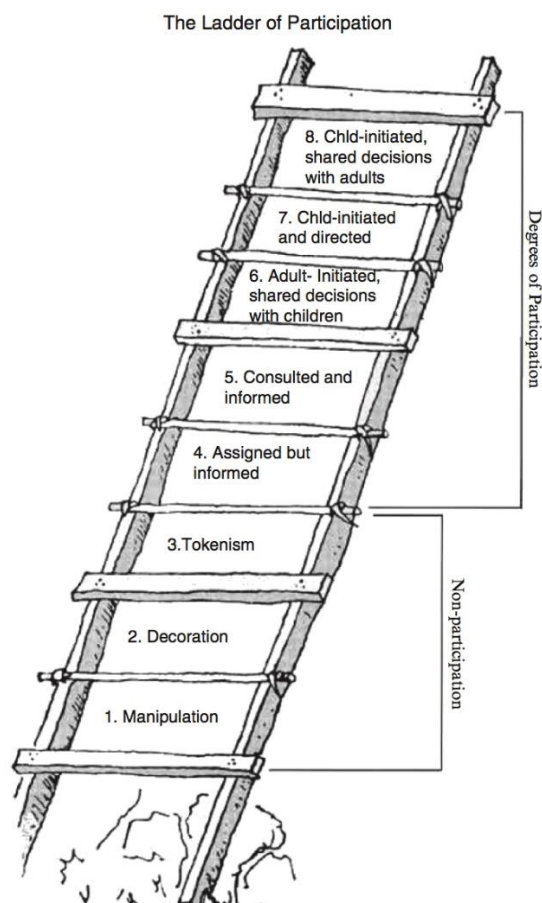 The Ladder of Participation
8. Chld-initiated,
shared decisions
with adults
7. Chld-initiated
and directed
6. Adult- Initiated,
shared decisions
with children
5. Consulted and
informed
4. Assigned but
informed
3.Tokenism
2. Decoration
1. Manipulation
Degrees of Participation
Non-participation